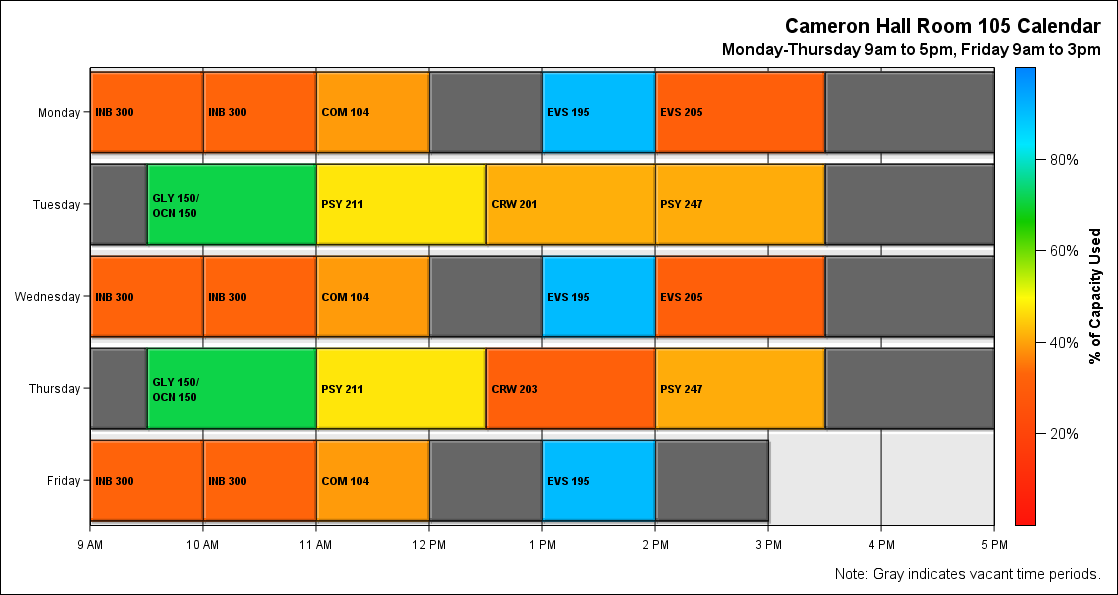 Cameron Hall Room 105 Calendar
Monday-Thursday 9am to 5pm, Friday 9am to 3pm
Monday
INB 300
INB 300
COM 104
EVS 195
EVS 205
Tuesday
GLY 150/
OCN 150
PSY 211
CRW 201
PSY 247
Wednesday
INB 300
INB 300
COM 104
EVS 195
EVS 205
Thursday
GLY 150/
OCN 150
PSY 211
CRW 203
PSY 247
Friday
INB 300
INB 300
COM 104
EVS 195
9 AM
10 AM
11 AM
12 PM
1 PM
2 PM
3 PM
4 PM
5 PM
80%
60%
40%
20%
% of Capacity Used
Note: Gray indicates vacant time periods.